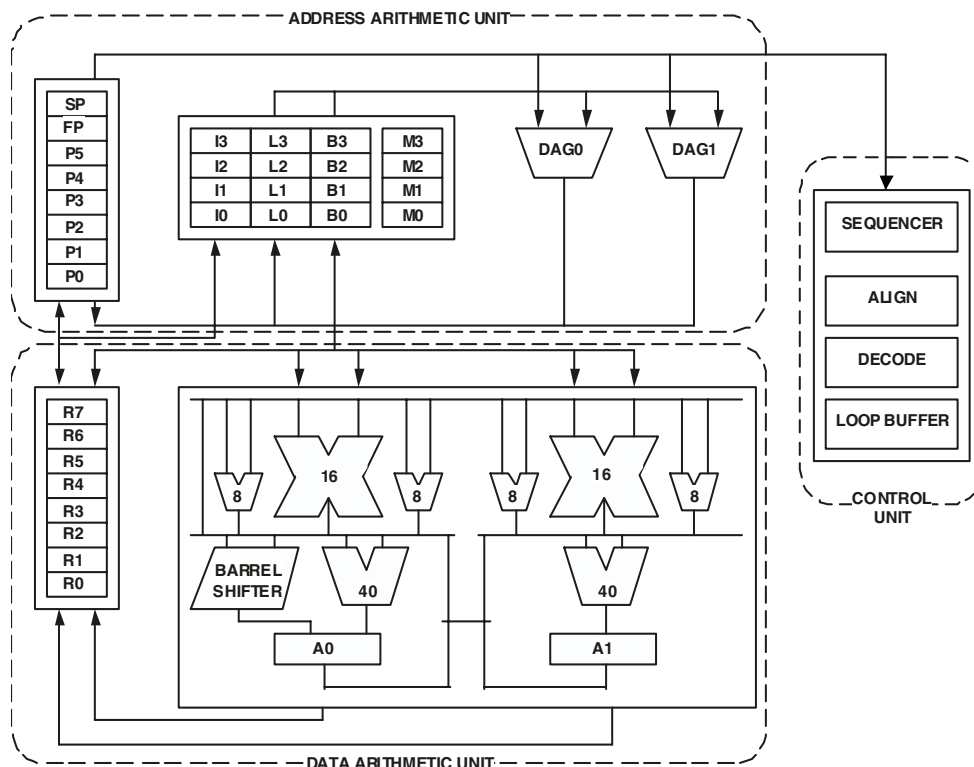 ADDRESS ARITHMETIC UNIT
SP
FP
P5
P4
P3
P2
P1
P0
I3 L3 B3 M3
I2 L2 B2 M2
I1 L1 B1 M1
I0 L0 B0 M0
DAG0
DAG1
SEQUENCER
ALIGN
DECODE
LOOP BUFFER
CONTROL
UNIT
R7
R6
R5
R4
R3
R2
R1
R0
8
16
8
8
16
8
BARREL
SHIFTER
40
40
A0
A1
DATA ARITHMETIC UNIT